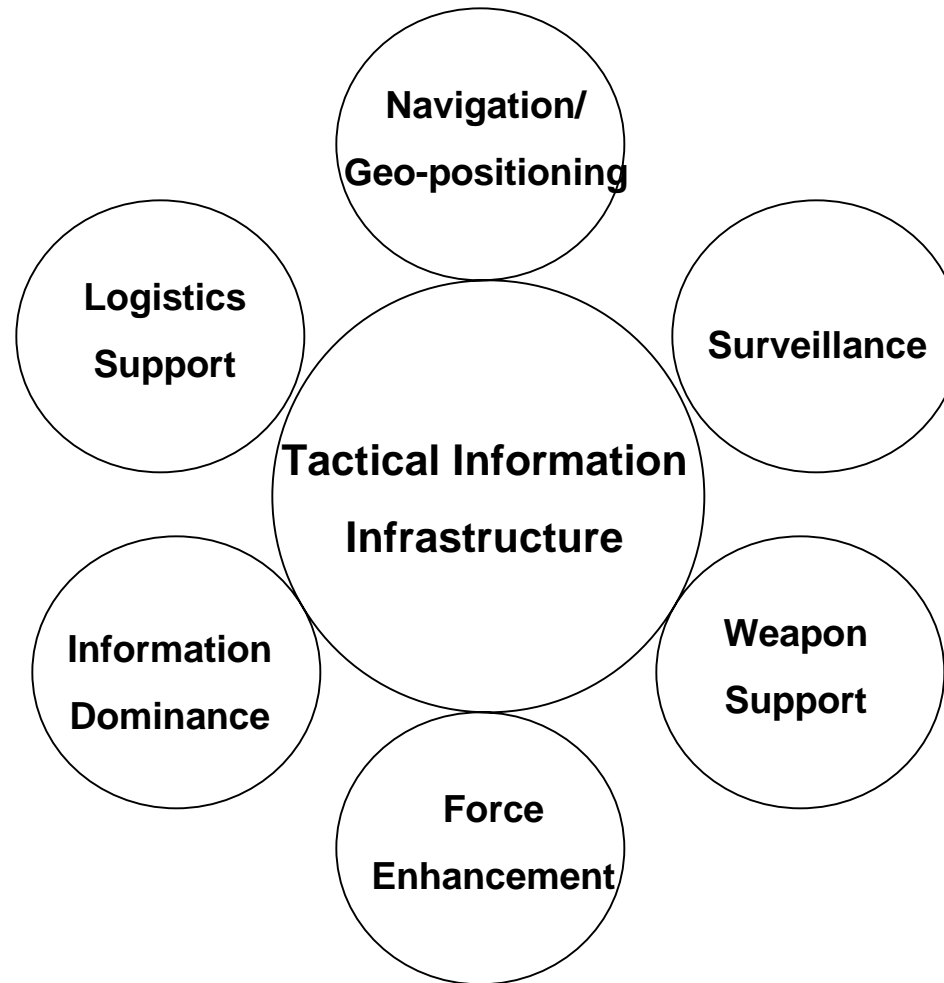 Navigation/
Geo-positioning
Logistics
Support
Surveillance
Tactical Information
Infrastructure
Information
Dominance
Weapon
Support
Force
Enhancement